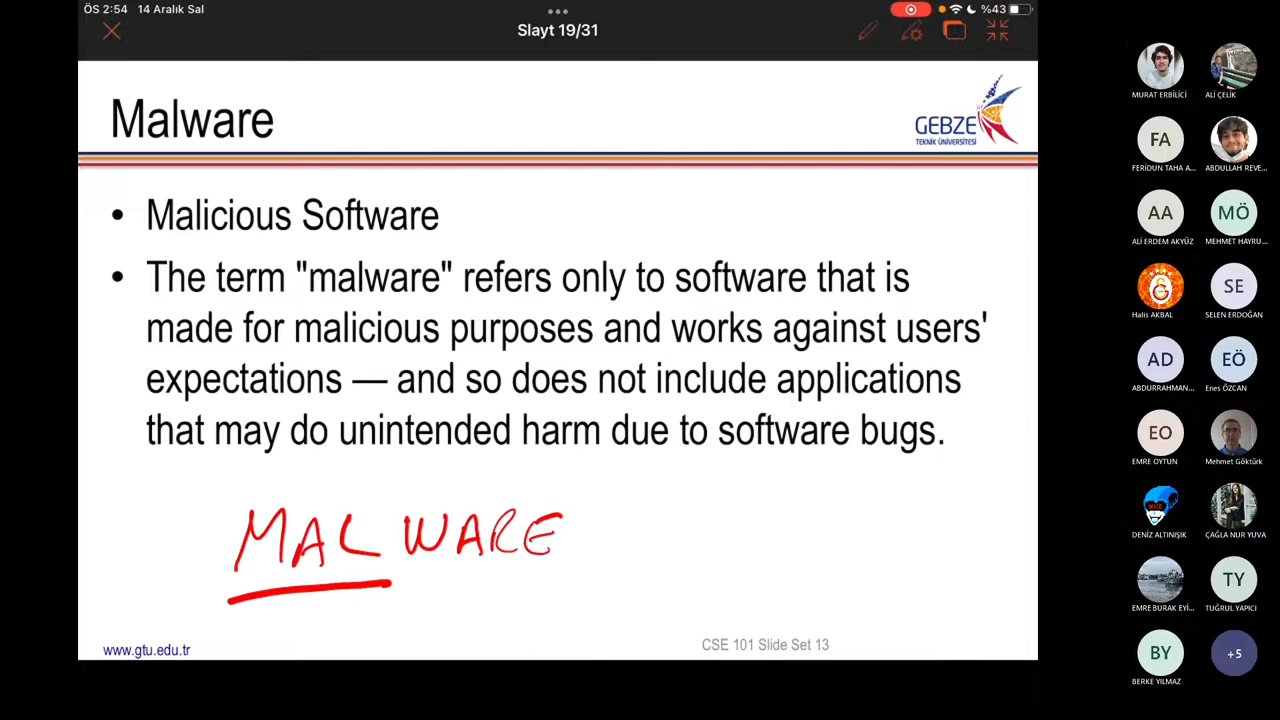 ÖS 2:54 14 Aralık Sal
%43
Slayt 19/31
Malware
GEBZE
TEKNİK ÜNİVERSİTESİ
• Malicious Software
• The term "malware" refers only to software that is
made for malicious purposes and works against users'
expectations — and so does not include applications
that may do unintended harm due to software bugs.
MALWARE
www.gtu.edu.tr
CSE 101 Slide Set 13
MURAT ERBİLİCİ
ALİ ÇELİK
FA
FERİDUN TAHA A...
ABDULLAH REVE...
AA
ALİ ERDEM AKYÜZ
MÖ
MEHMET HAYRU...
Halis AKBAL
SE
SELEN ERDOĞAN
AD
ABDURRAHMAN...
EÖ
Enes ÖZCAN
EO
EMRE OYTUN
Mehmet Göktürk
DENİZ ALTINIŞIK
ÇAĞLA NUR YUVA
EMRE BURAK EYİ...
TY
TUĞRUL YAPICI
BY
BERKE YILMAZ
+5